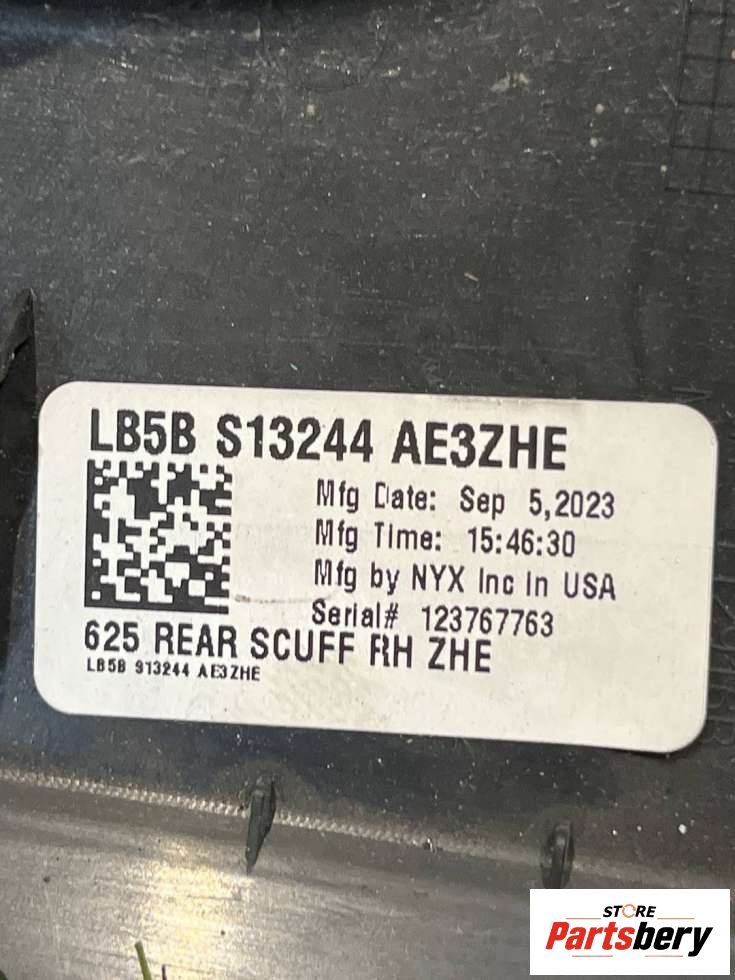 LB5B S13244 AE3ZHE
Mfg Date: Sep 5,2023
Mfg Time: 15:46:30
Mfg by NYX Inc in USA
Serial# 123767763
625 REAR SCUFF RH ZHE
LB5B S13244 AE3ZHE
STORE
Partsbery